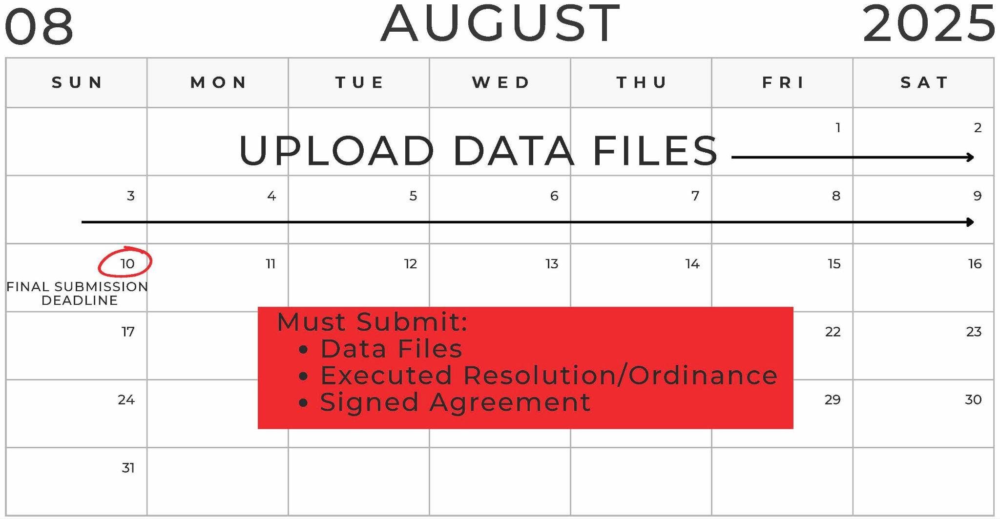 08 AUGUST 2025
SUN MON TUE WED THU FRI SAT
1 2
UPLOAD DATA FILES
3 4 5 6 7 8 9
10 11 12 13 14 15 16
FINAL SUBMISSION
DEADLINE
17 22 23
Must Submit:
• Data Files
• Executed Resolution/Ordinance
• Signed Agreement
24 29 30
31